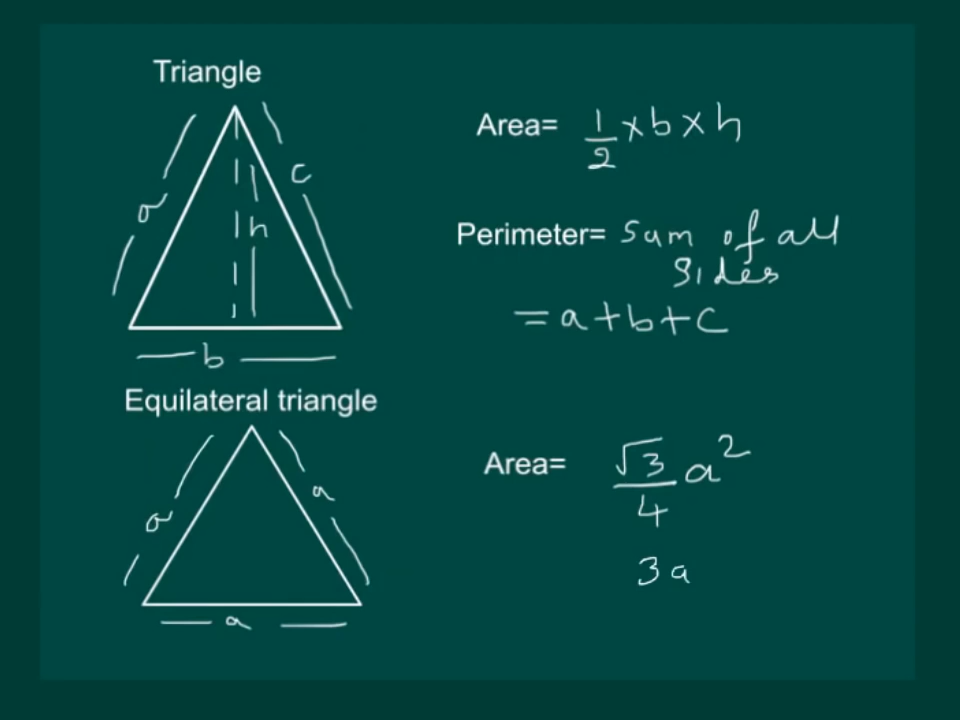 Triangle
a
c
h
b
Area= 1/2 × b × h
Perimeter= Sum of all
sides
= a+b+c
Equilateral triangle
a
a
a
Area= √3/4 a²
3a